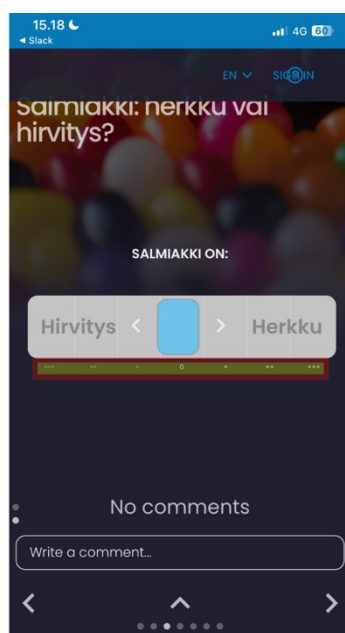 15.18
4G 60
◄ Slack
EN SIGN IN
Salmiakki: herkku vai
hirvitys?
SALMIAKKI ON:
Hirvitys < > Herkku
--- -- - 0 + ++ +++
No comments
Write a comment...